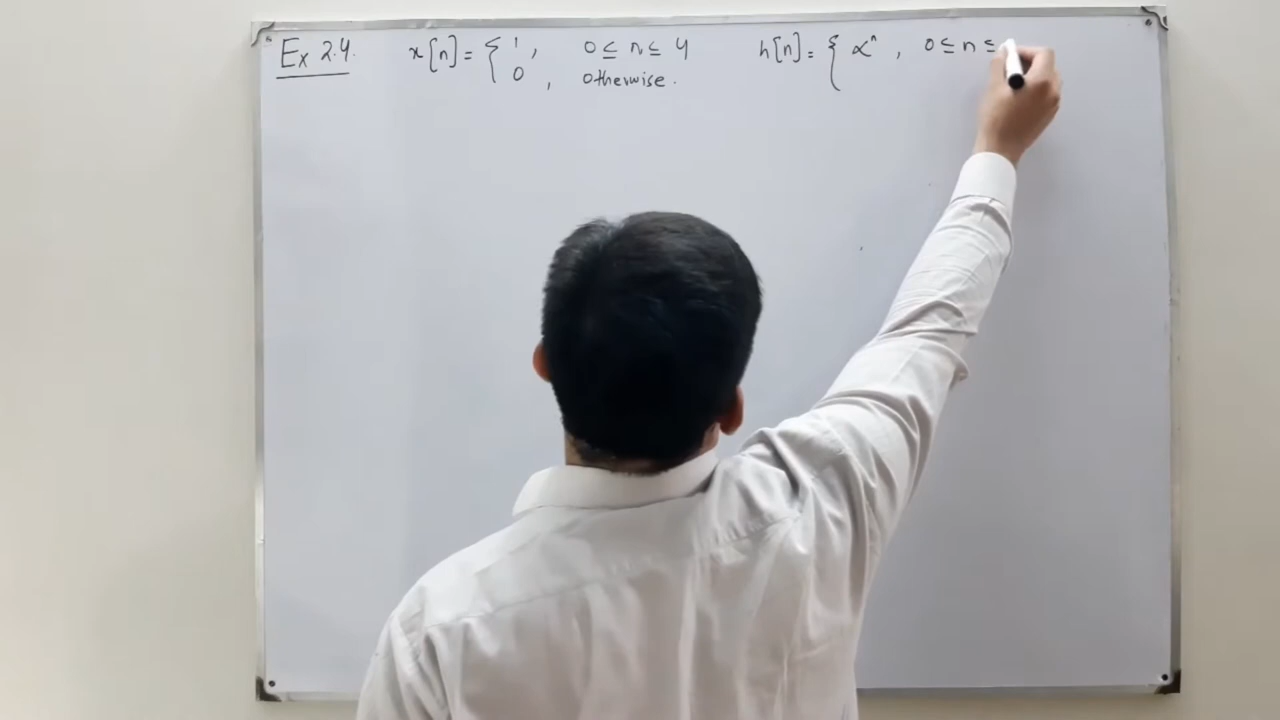 Ex 2.4. x[n] = { 1, 0 ≤ n ≤ 4 h[n] = { α^n , 0 ≤ n ≤
0 , otherwise.